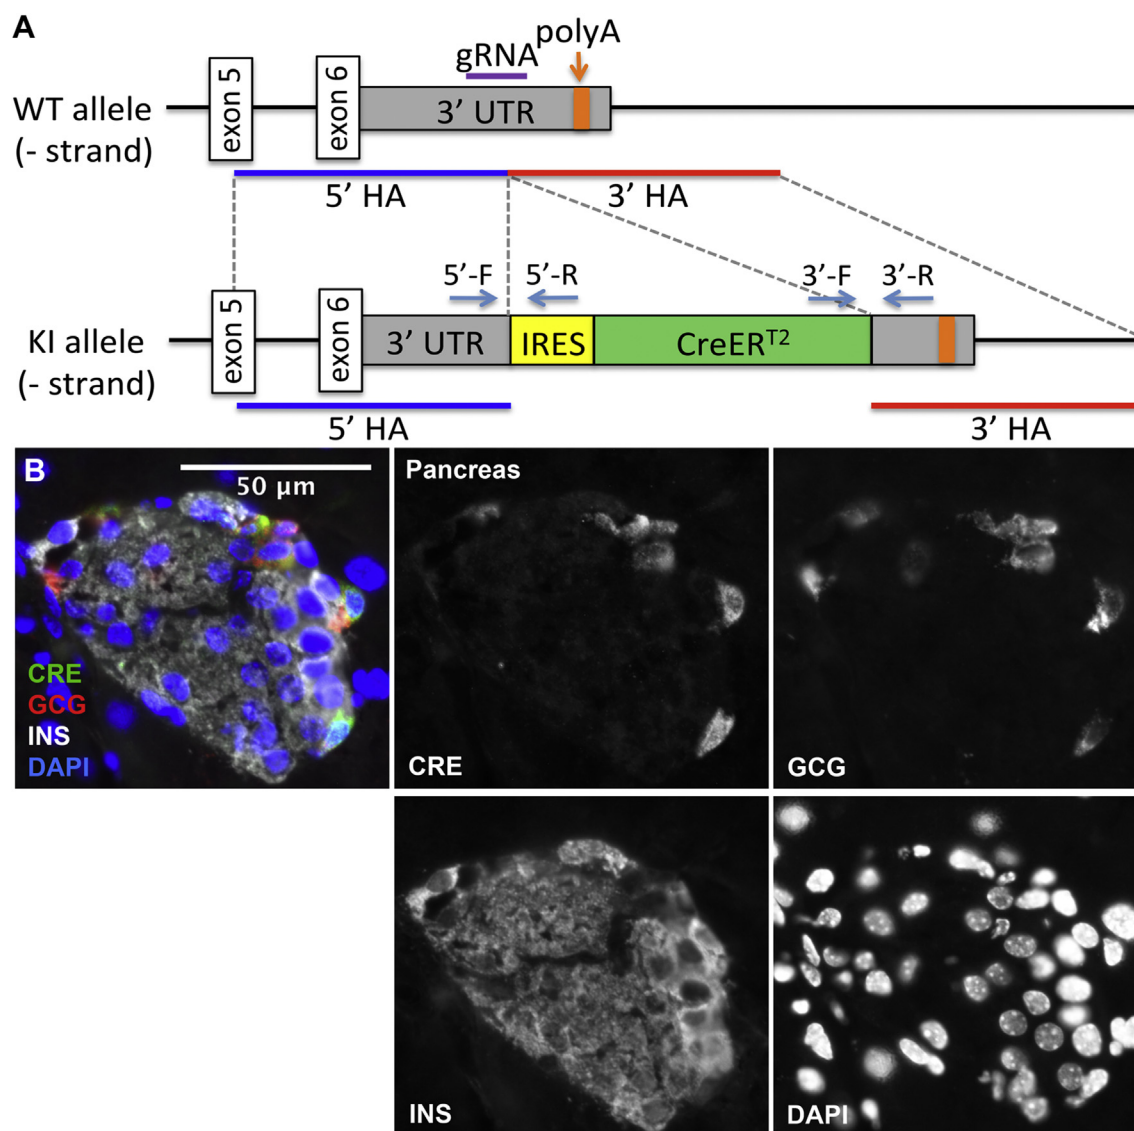 A
polyA
gRNA
WT allele
(- strand)
exon 5
exon 6
3’ UTR
5’ HA
3’ HA
5’-F
5’-R
3’-F
3’-R
KI allele
(- strand)
exon 5
exon 6
3’ UTR
IRES
CreERT2
5’ HA
3’ HA
B
50 μm
CRE
GCG
INS
DAPI
Pancreas
CRE
GCG
INS
DAPI